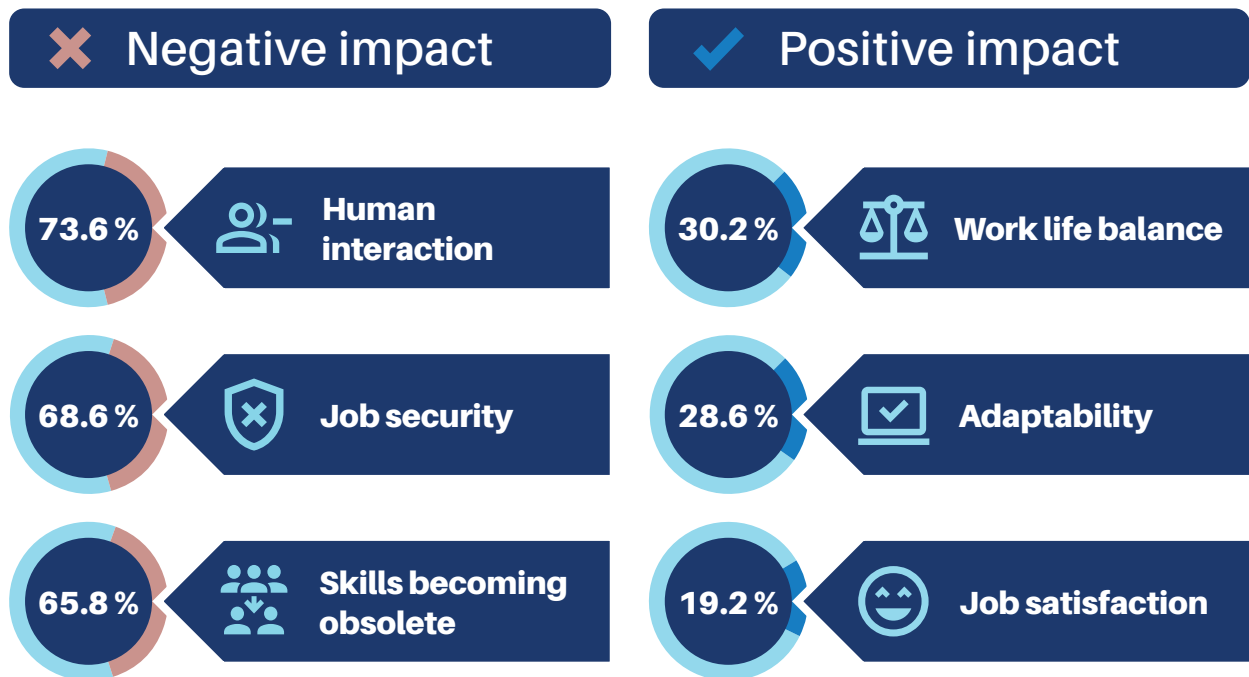 Negative impact
73.6 %
Human
interaction
68.6 %
Job security
65.8 %
Skills becoming
obsolete
Positive impact
30.2 %
Work life balance
28.6 %
Adaptability
19.2 %
Job satisfaction